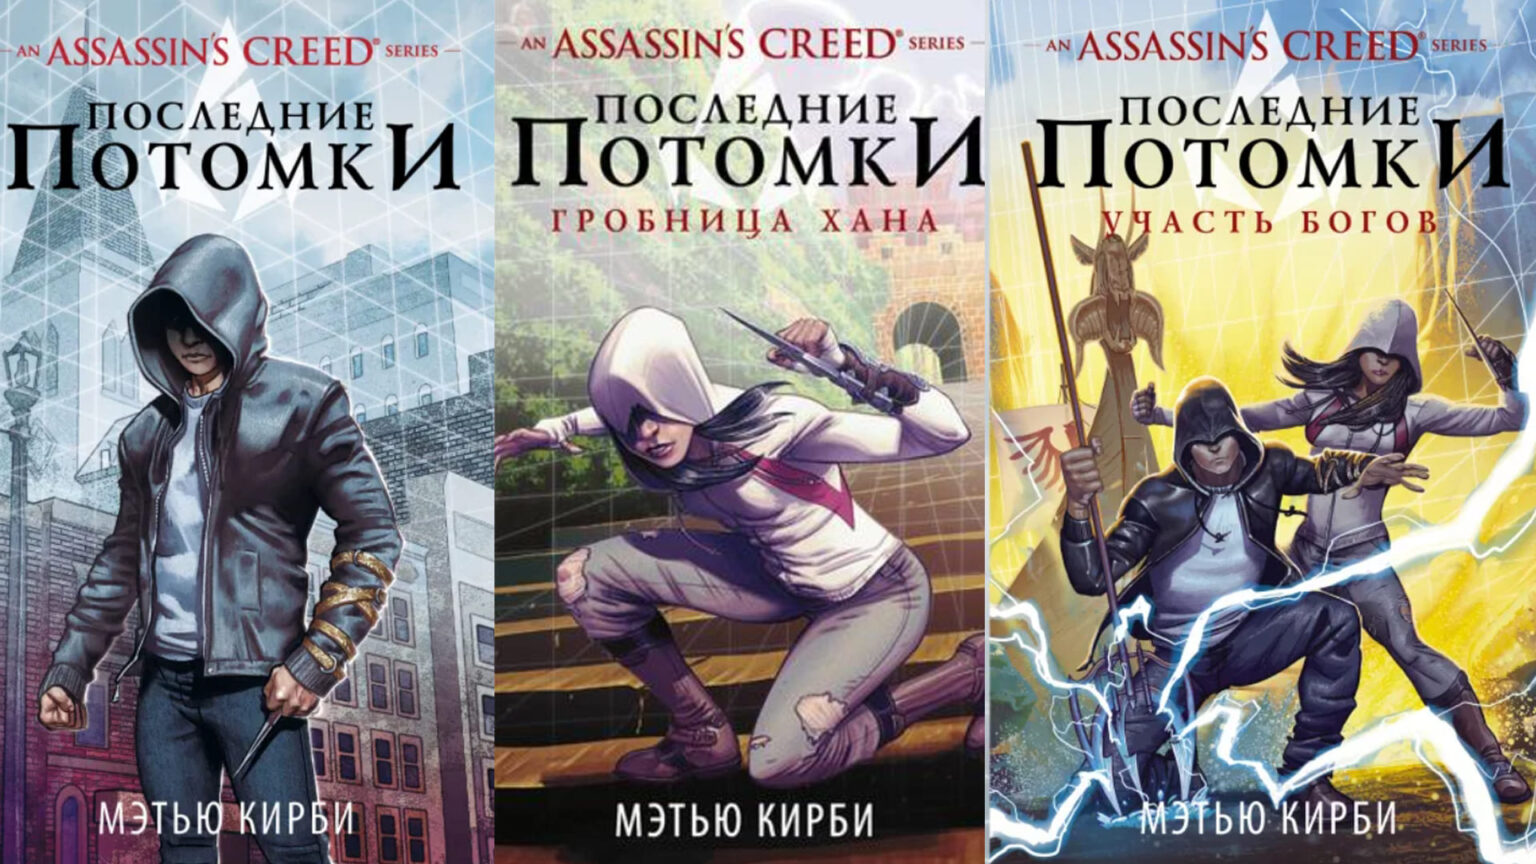 AN ASSASSIN'S CREED® SERIES
ПОСЛЕДНИЕ
ПОТОМКИ
МЭТЬЮ КИРБИ
AN ASSASSIN'S CREED® SERIES
ПОСЛЕДНИЕ
ПОТОМКИ
ГРОБНИЦА ХАНА
МЭТЬЮ КИРБИ
AN ASSASSIN'S CREED® SERIES
ПОСЛЕДНИЕ
ПОТОМКИ
УЧАСТЬ БОГОВ
МЭТЬЮ КИРБИ